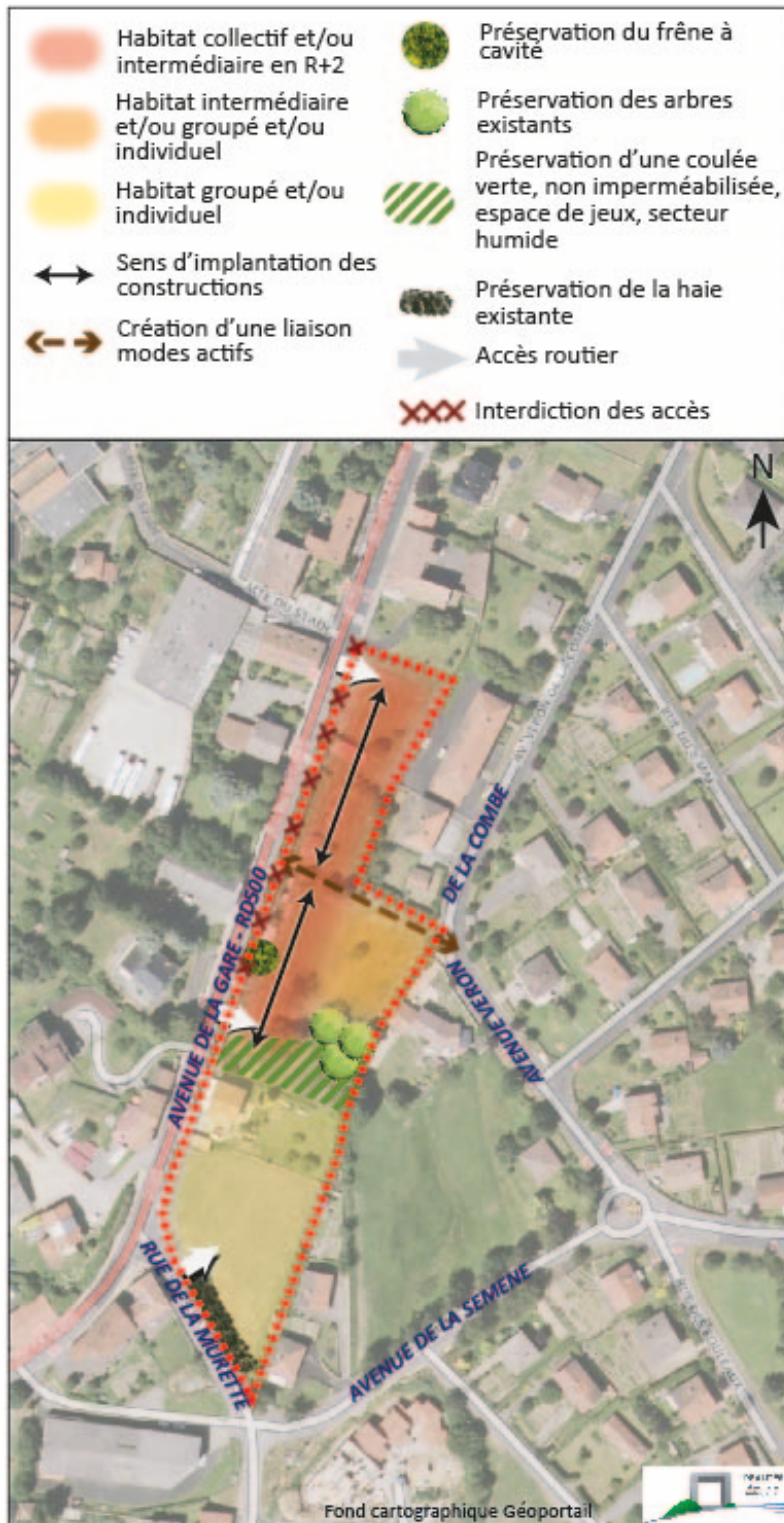 Habitat collectif et/ou
intermédiaire en R+2
Habitat intermédiaire
et/ou groupé et/ou
individuel
Habitat groupé et/ou
individuel
Sens d'implantation des
constructions
Création d'une liaison
modes actifs
Préservation du frêne à
cavité
Préservation des arbres
existants
Préservation d'une coulée
verte, non imperméabilisée,
espace de jeux, secteur
humide
Préservation de la haie
existante
Accès routier
Interdiction des accès
N
DU STADE
DE LA COMBE
AVENUE DE LA GARE - RD500
AVENUE VERON
RUE DE LA MURETTE
AVENUE DE LA SEMENE
Fond cartographique Géoportail